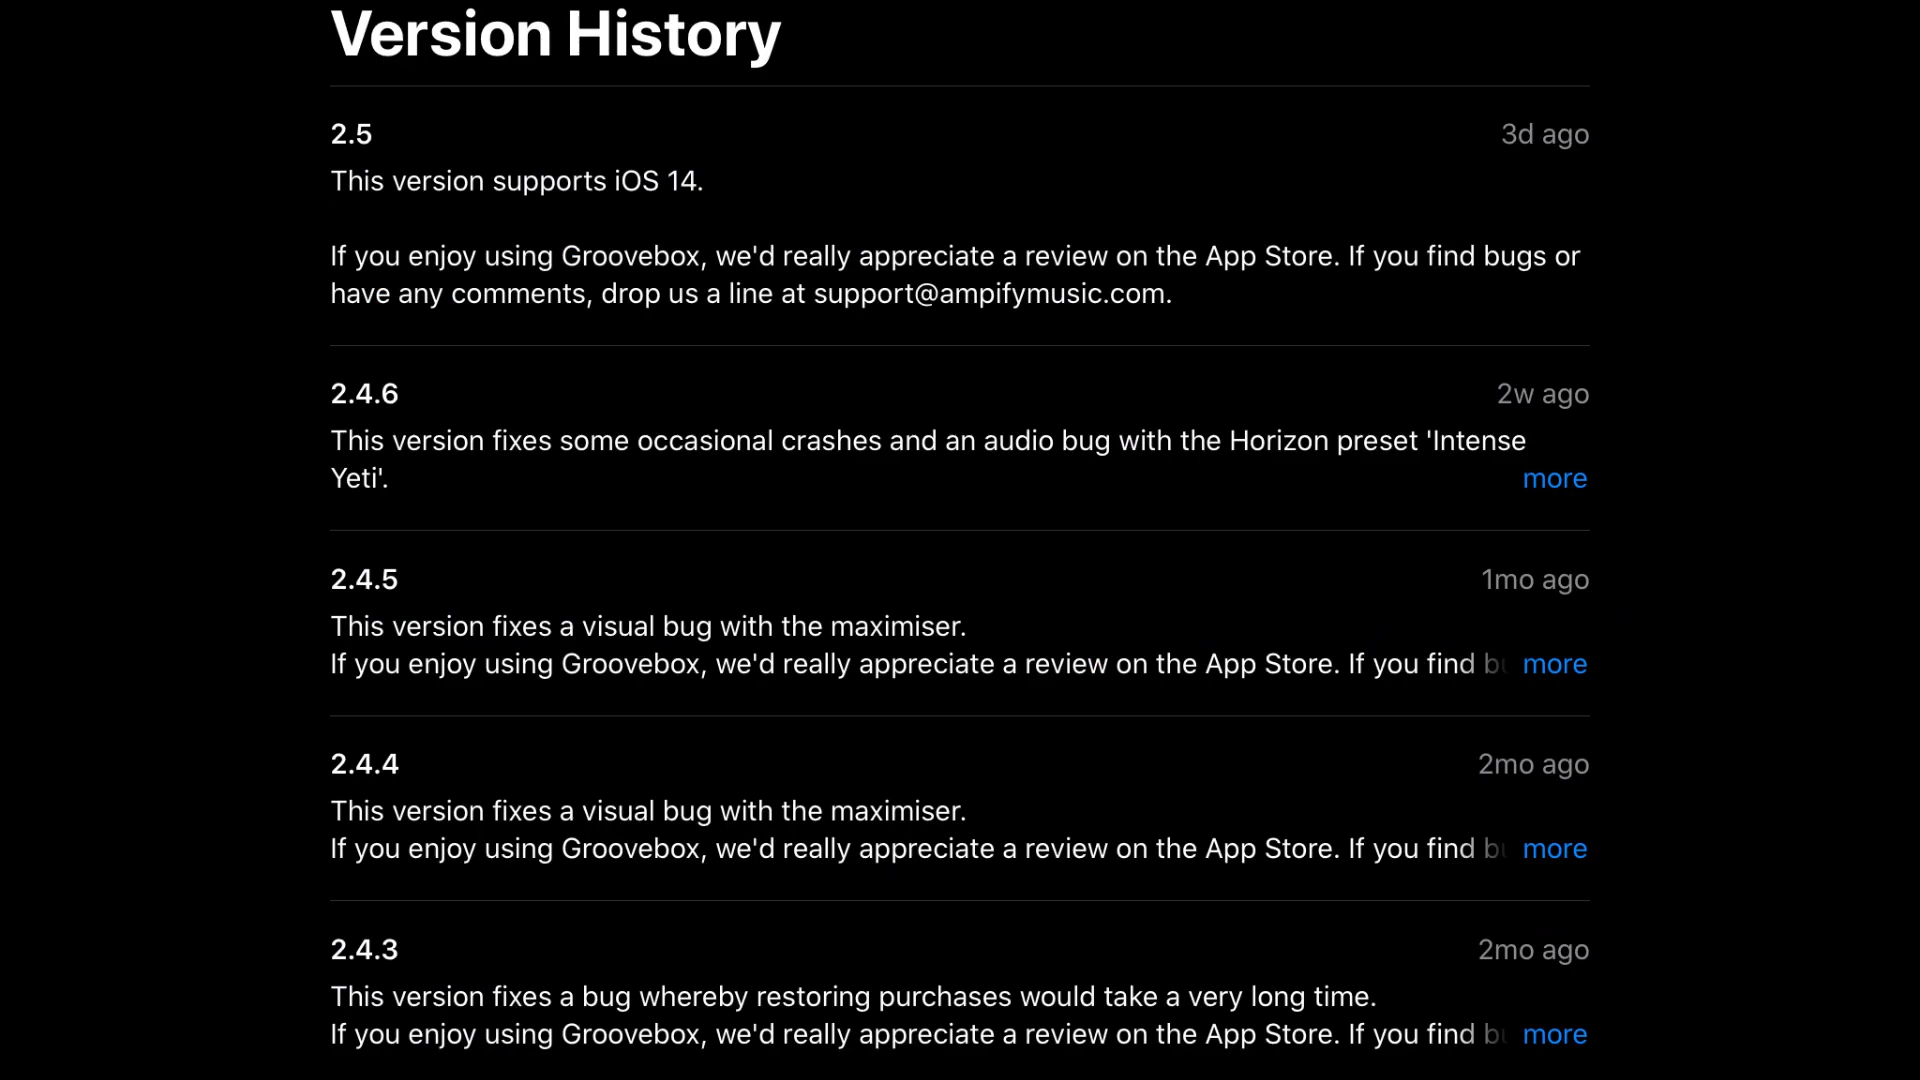 Version History
2.5
3d ago
This version supports iOS 14.
If you enjoy using Groovebox, we'd really appreciate a review on the App Store. If you find bugs or
have any comments, drop us a line at support@ampifymusic.com.
2.4.6
2w ago
This version fixes some occasional crashes and an audio bug with the Horizon preset 'Intense
Yeti'.
more
2.4.5
1mo ago
This version fixes a visual bug with the maximiser.
If you enjoy using Groovebox, we'd really appreciate a review on the App Store. If you find
more
2.4.4
2mo ago
This version fixes a visual bug with the maximiser.
If you enjoy using Groovebox, we'd really appreciate a review on the App Store. If you find
more
2.4.3
2mo ago
This version fixes a bug whereby restoring purchases would take a very long time.
If you enjoy using Groovebox, we'd really appreciate a review on the App Store. If you find
more